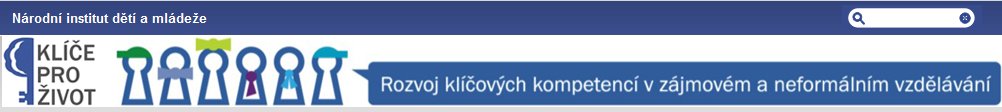 Národní institut dětí a mládeže
KLÍČE
PRO
ŽIVOT
Rozvoj klíčových kompetencí v zájmovém a neformálním vzdělávání